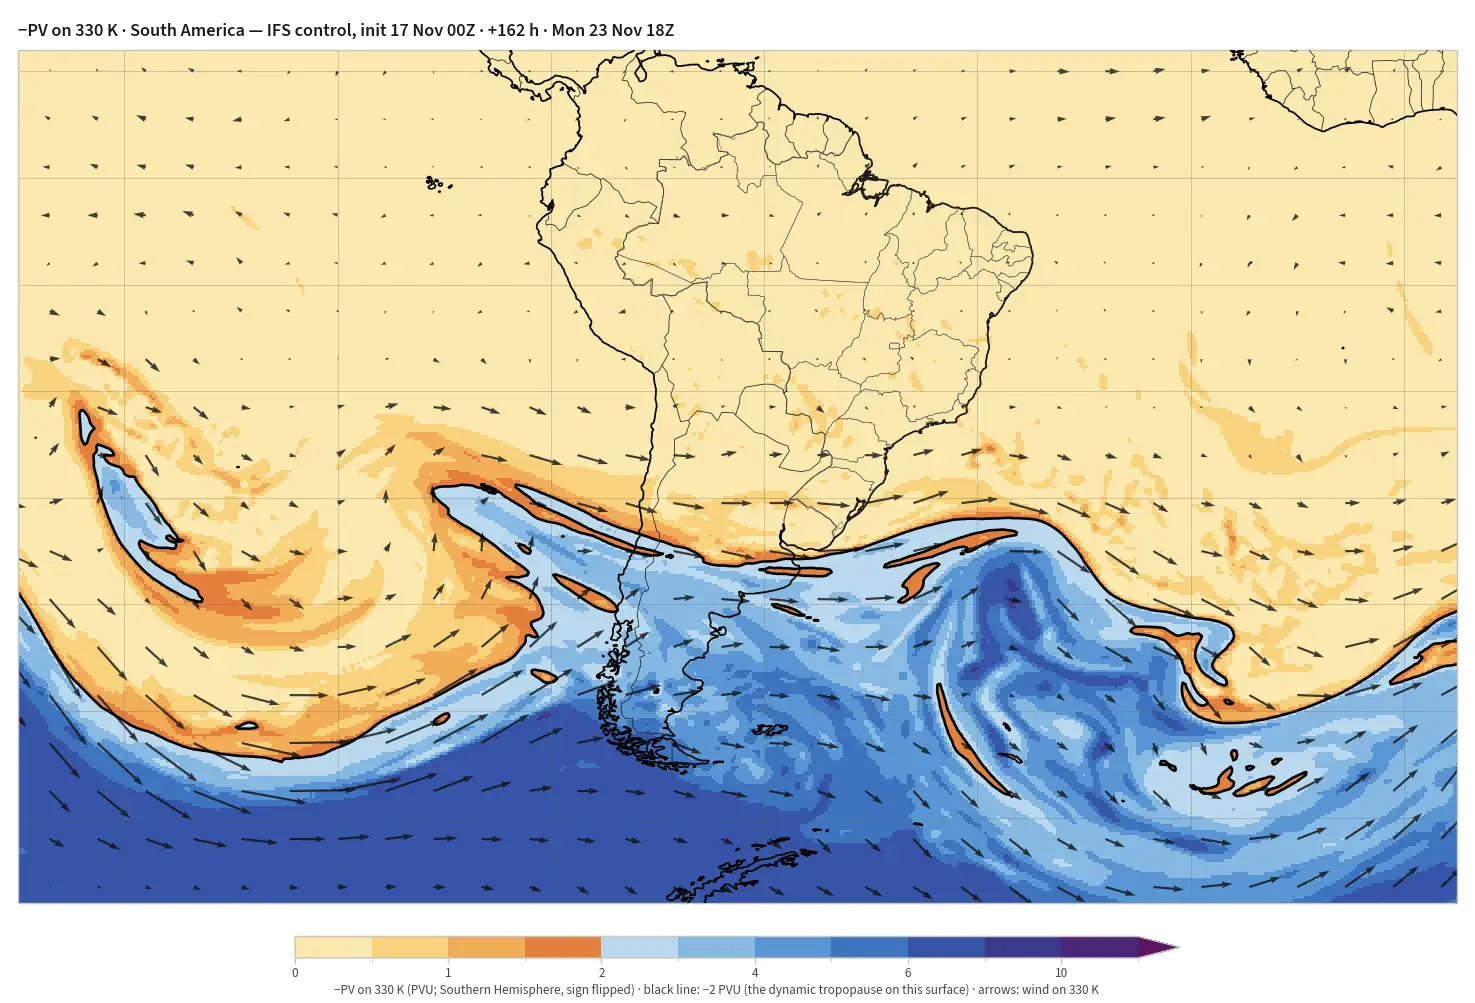 −PV on 330 K · South America — IFS control, init 17 Nov 00Z · +162 h · Mon 23 Nov 18Z
0 1 2 4 6 10
−PV on 330 K (PVU; Southern Hemisphere, sign flipped) · black line: −2 PVU (the dynamic tropopause on this surface) · arrows: wind on 330 K